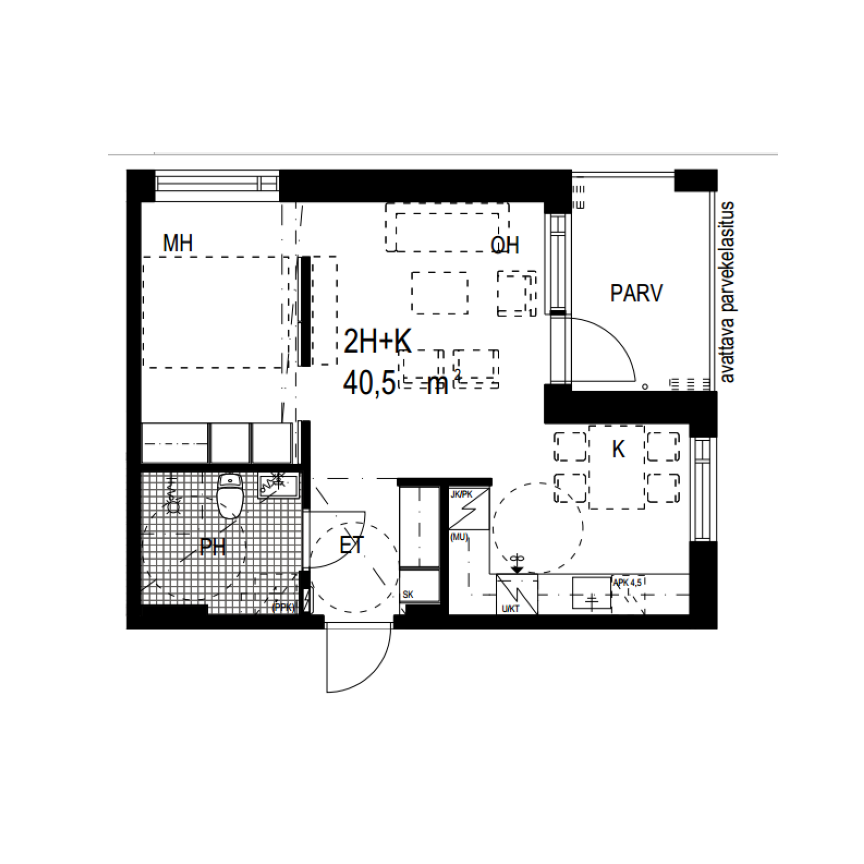 MH
OH
PARV
avattava parvekelasitus
2H+K
40,5 m²
K
JK/PK
(MU)
PH
ET
SK
(PPK)
U/KT
APK 4,5